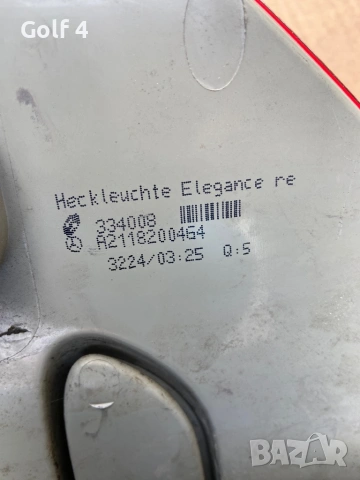 Golf 4
Heckleuchte Elegance re
334008
A2118200464
3224/03:25 Q:5
BAZAR